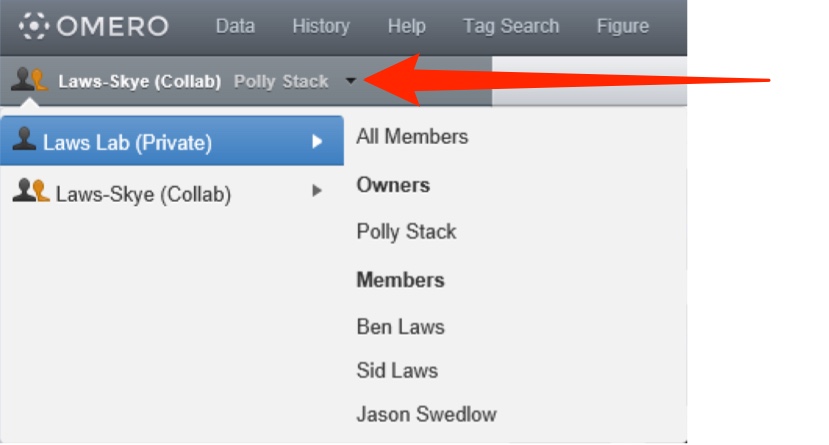 OMERO Data History Help Tag Search Figure
Laws-Skye (Collab) Polly Stack
Laws Lab (Private)
Laws-Skye (Collab)
All Members
Owners
Polly Stack
Members
Ben Laws
Sid Laws
Jason Swedlow